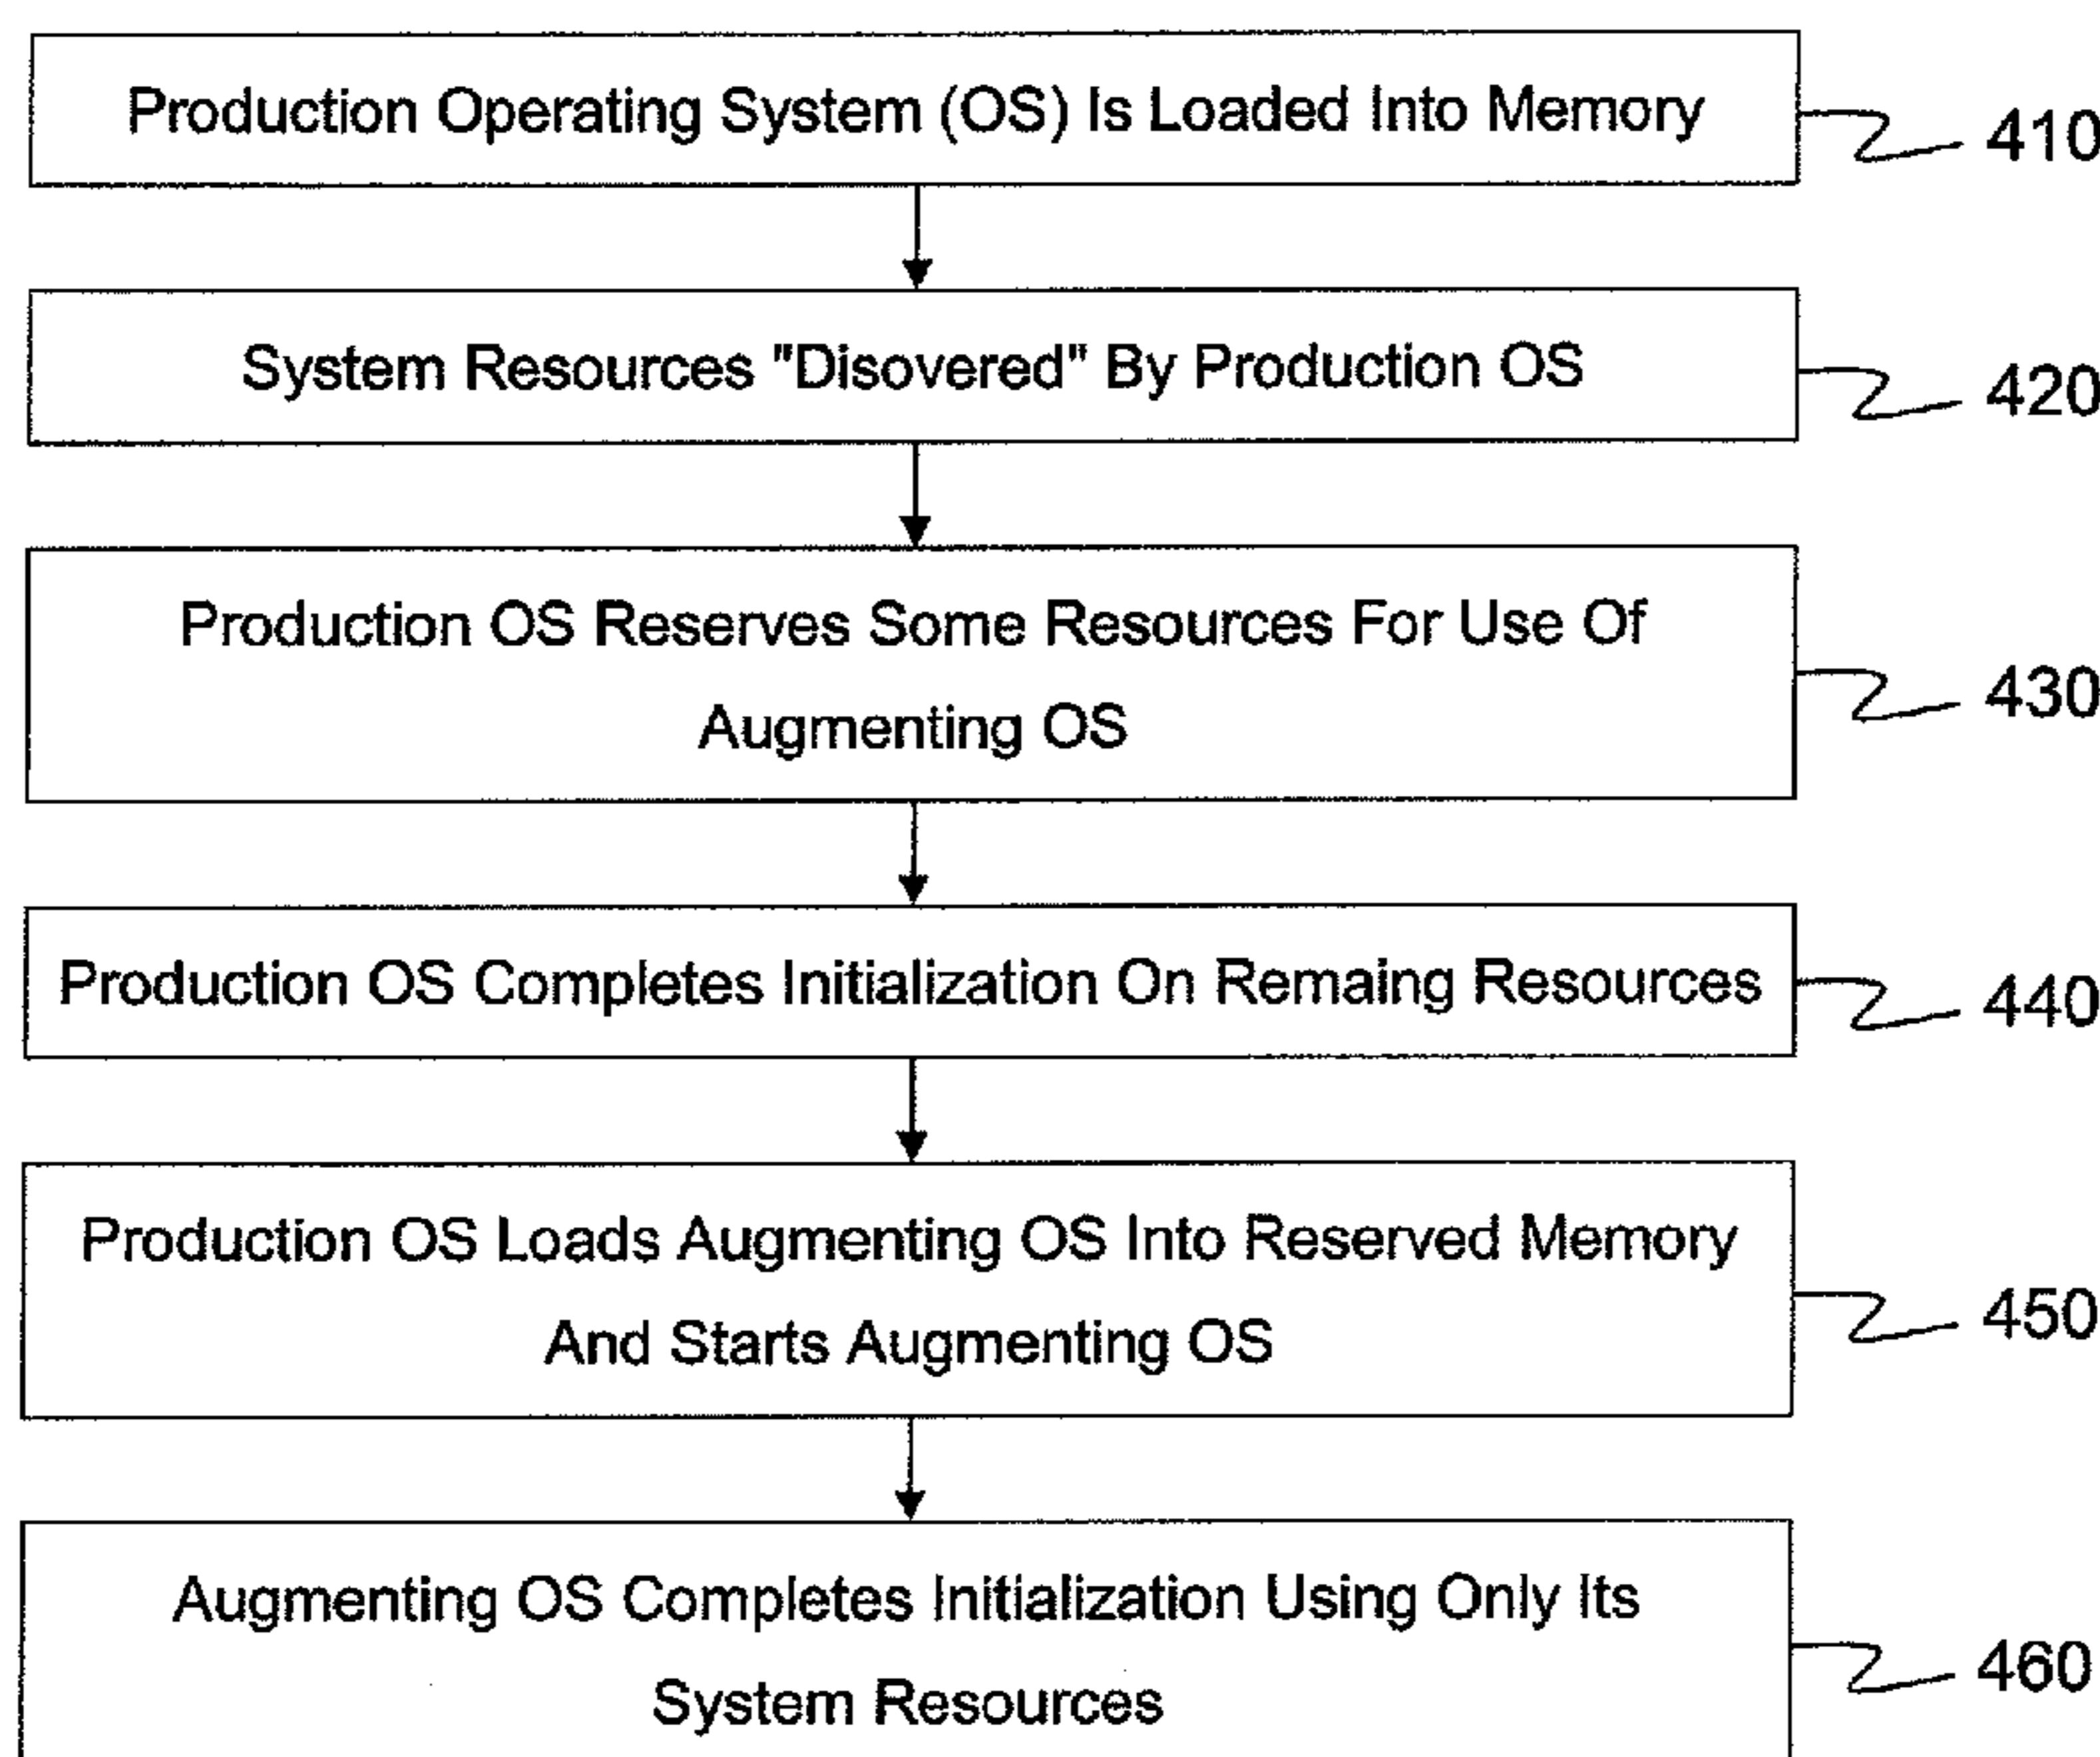 Production Operating System (OS) Is Loaded Into Memory
410
System Resources "Disovered" By Production OS
420
Production OS Reserves Some Resources For Use Of
Augmenting OS
430
Production OS Completes Initialization On Remaing Resources
440
Production OS Loads Augmenting OS Into Reserved Memory
And Starts Augmenting OS
450
Augmenting OS Completes Initialization Using Only Its
System Resources
460